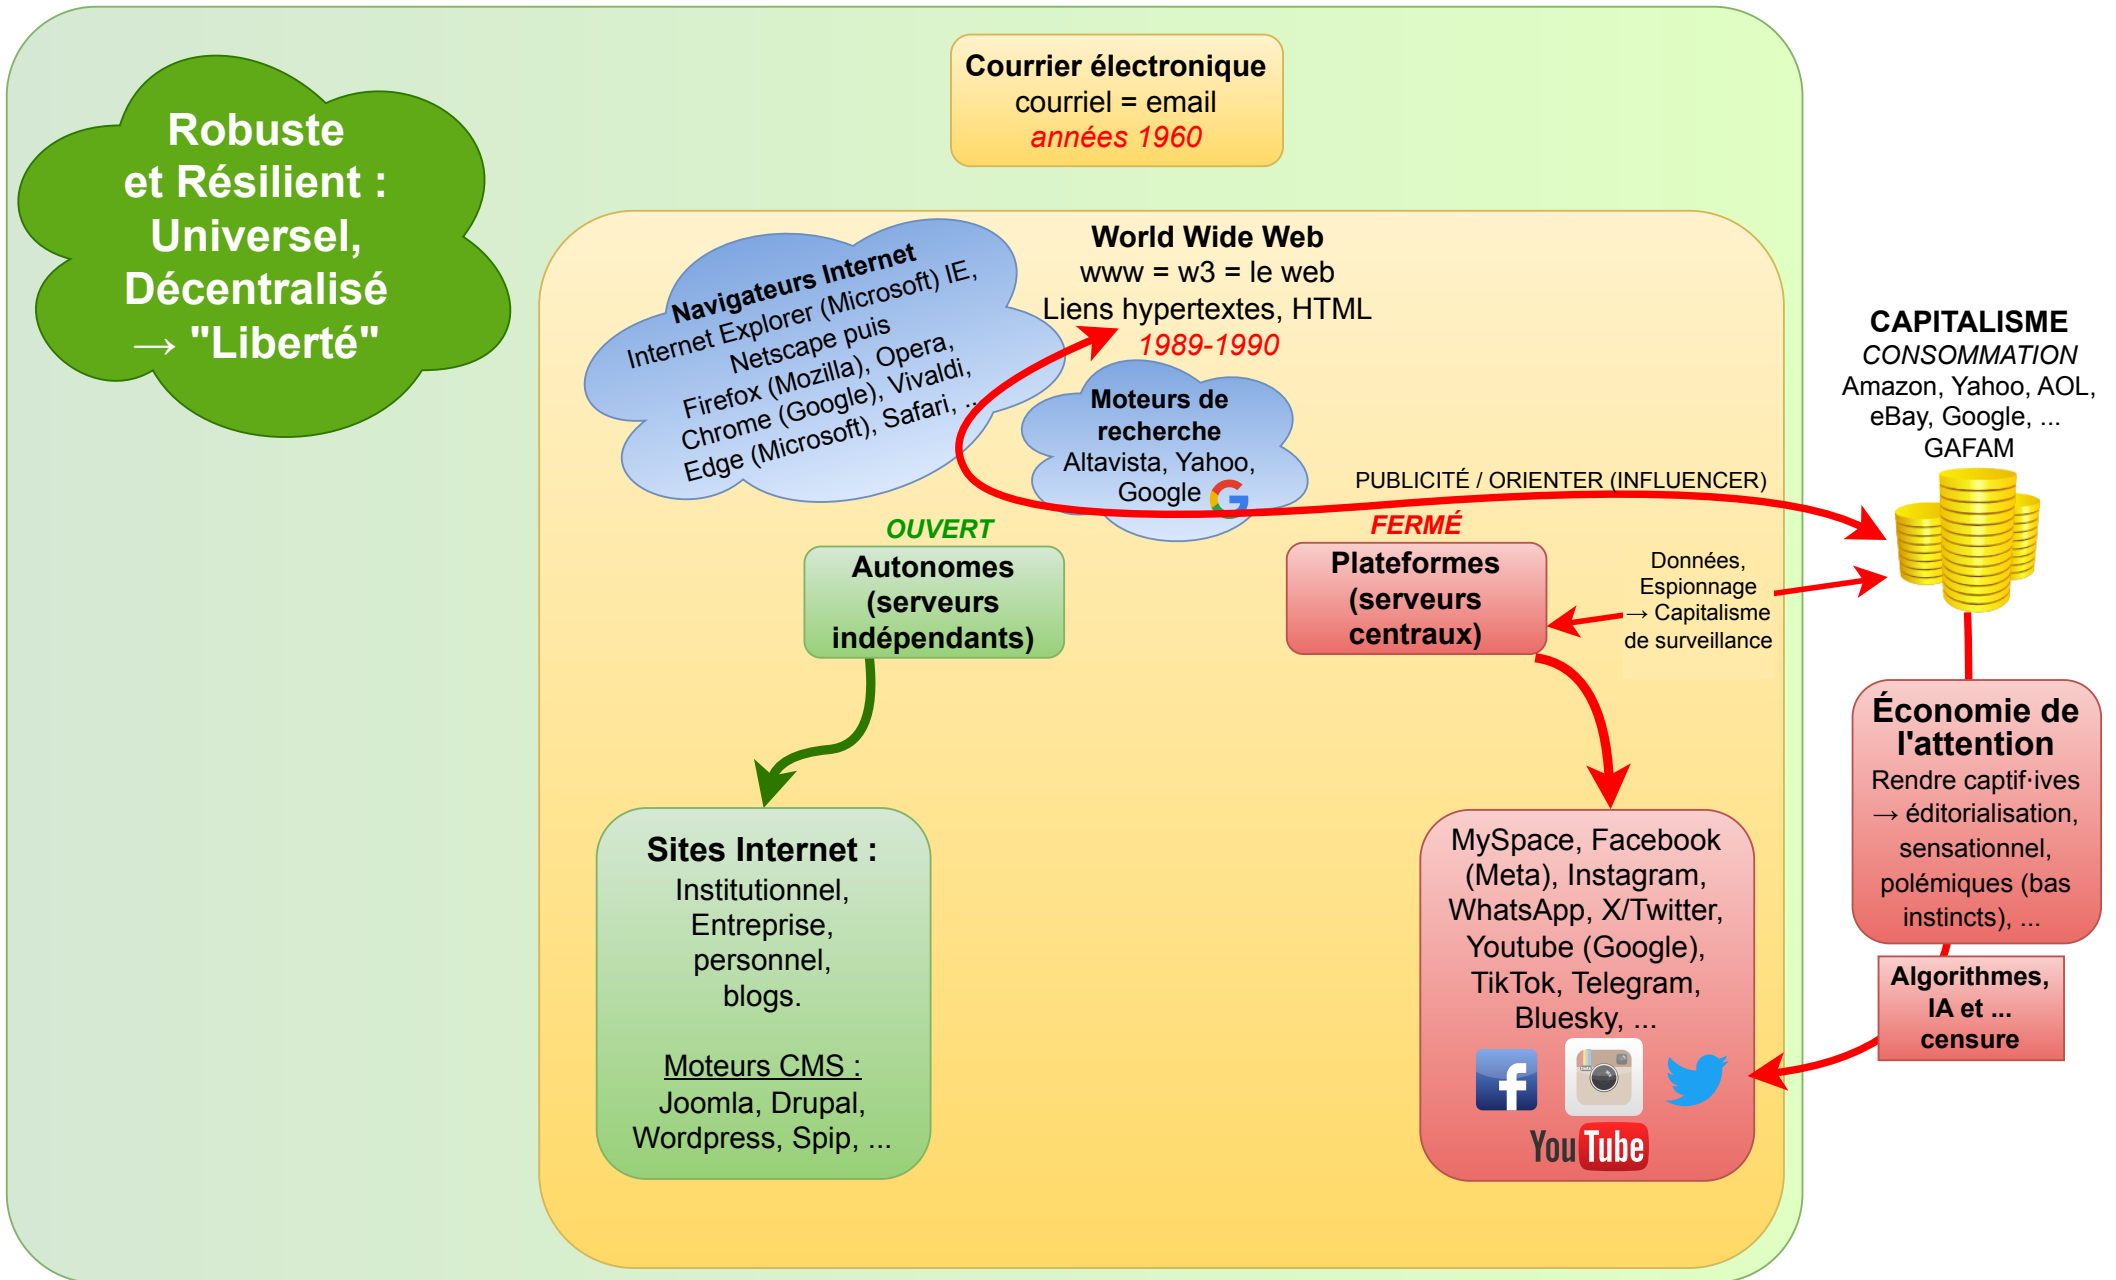 Courrier électronique
courriel = email
années 1960
Robuste
et Résilient :
Universel,
Décentralisé
→ "Liberté"
Navigateurs Internet
Internet Explorer (Microsoft) IE,
Netscape puis
Firefox (Mozilla), Opera,
Chrome (Google), Vivaldi,
Edge (Microsoft), Safari, ..
World Wide Web
www = w3 = le web
Liens hypertextes, HTML
1989-1990
Moteurs de
recherche
Altavista, Yahoo,
Google
CAPITALISME
CONSOMMATION
Amazon, Yahoo, AOL,
eBay, Google, ...
GAFAM
PUBLICITÉ / ORIENTER (INFLUENCER)
OUVERT
Autonomes
(serveurs
indépendants)
FERMÉ
Plateformes
(serveurs
centraux)
Données,
Espionnage
→ Capitalisme
de surveillance
Économie de
l'attention
Rendre captif·ives
→ éditorialisation,
sensationnel,
polémiques (bas
instincts), ...
Algorithmes,
IA et ...
censure
Sites Internet :
Institutionnel,
Entreprise,
personnel,
blogs.
Moteurs CMS :
Joomla, Drupal,
Wordpress, Spip, ...
MySpace, Facebook
(Meta), Instagram,
WhatsApp, X/Twitter,
Youtube (Google),
TikTok, Telegram,
Bluesky, ...
YouTube